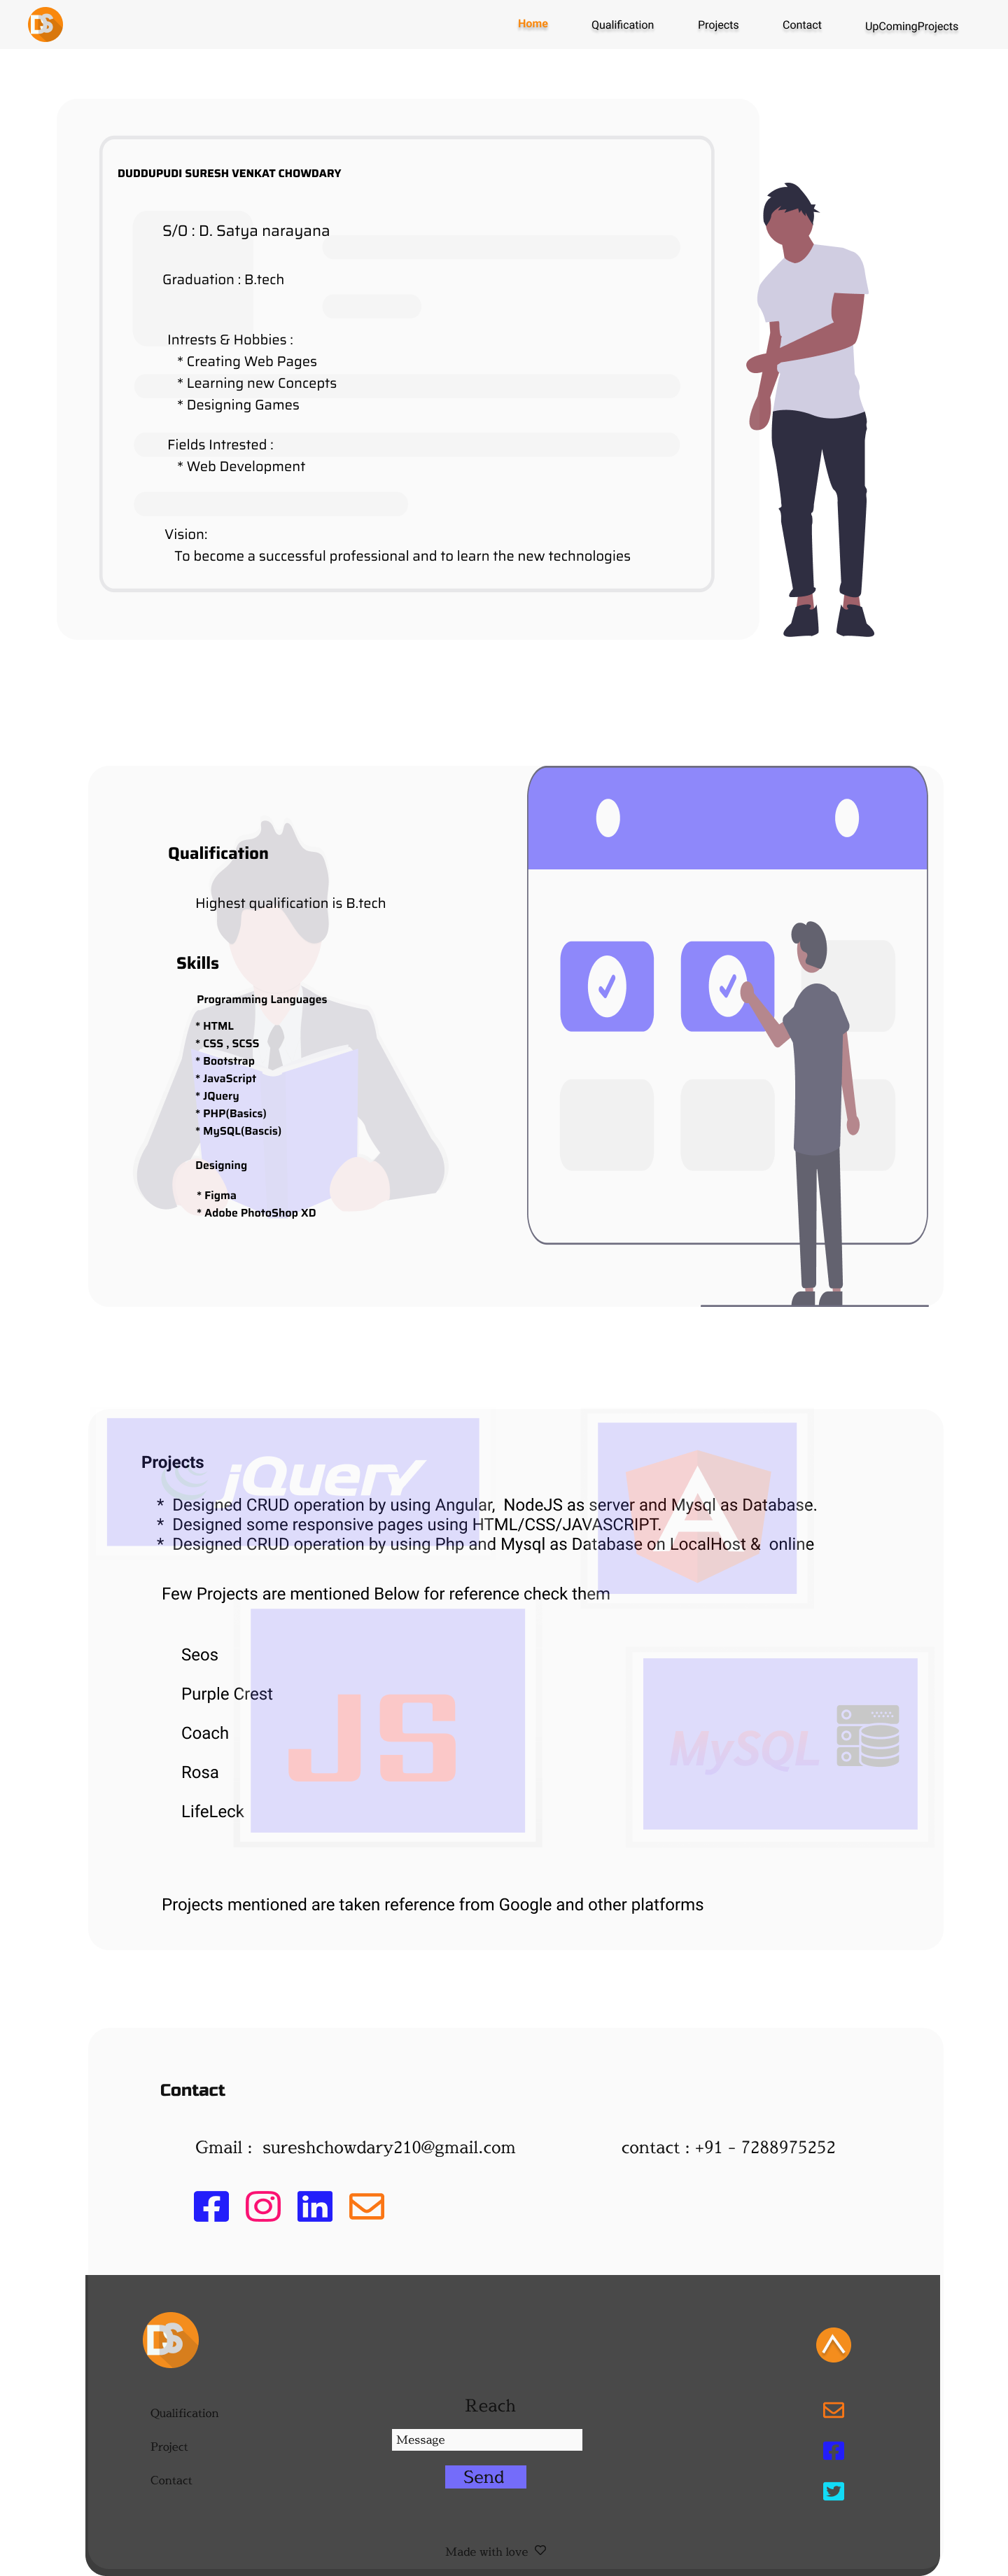 DS
Home
Qualification
Projects
Contact
UpComingProjects
DUDDUPUDI SURESH VENKAT CHOWDARY
S/O : D. Satya narayana
Graduation : B.tech
Intrests & Hobbies :
* Creating Web Pages
* Learning new Concepts
* Designing Games
Fields Intrested :
* Web Development
Vision:
To become a successful professional and to learn the new technologies
Qualification
Highest qualification is B.tech
Skills
Programming Languages
* HTML
* CSS , SCSS
* Bootstrap
* JavaScript
* JQuery
* PHP(Basics)
* MySQL(Bascis)
Designing
* Figma
* Adobe PhotoShop XD
Projects
jQuery
A
* Designed CRUD operation by using Angular, NodeJS as server and Mysql as Database.
* Designed some responsive pages using HTML/CSS/JAVASCRIPT.
* Designed CRUD operation by using Php and Mysql as Database on LocalHost & online
Few Projects are mentioned Below for reference check them
Seos
Purple Crest
Coach
Rosa
LifeLeck
JS
MySQL
Projects mentioned are taken reference from Google and other platforms
Contact
Gmail : sureshchowdary210@gmail.com
contact : +91 - 7288975252
DS
Qualification
Project
Contact
Reach
Message
Send
Made with love